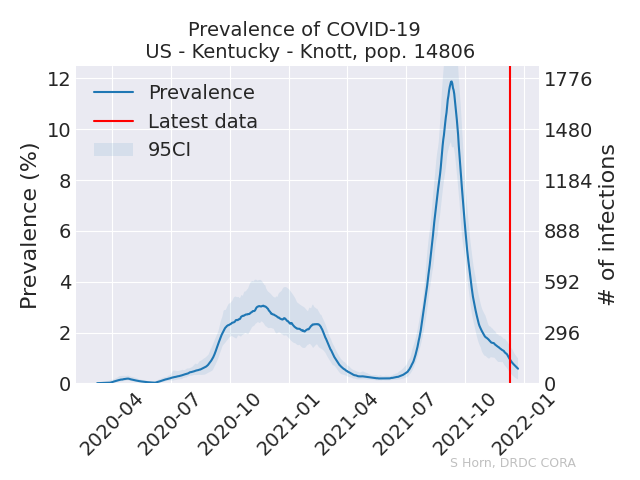 Prevalence of COVID-19
US - Kentucky - Knott, pop. 14806
Prevalence
Latest data
95CI
Prevalence (%)
12
10
8
6
4
2
0
1776
1480
1184
888
592
296
0
# of infections
2020-04
2020-07
2020-10
2021-01
2021-04
2021-07
2021-10
2022-01
S Horn, DRDC CORA